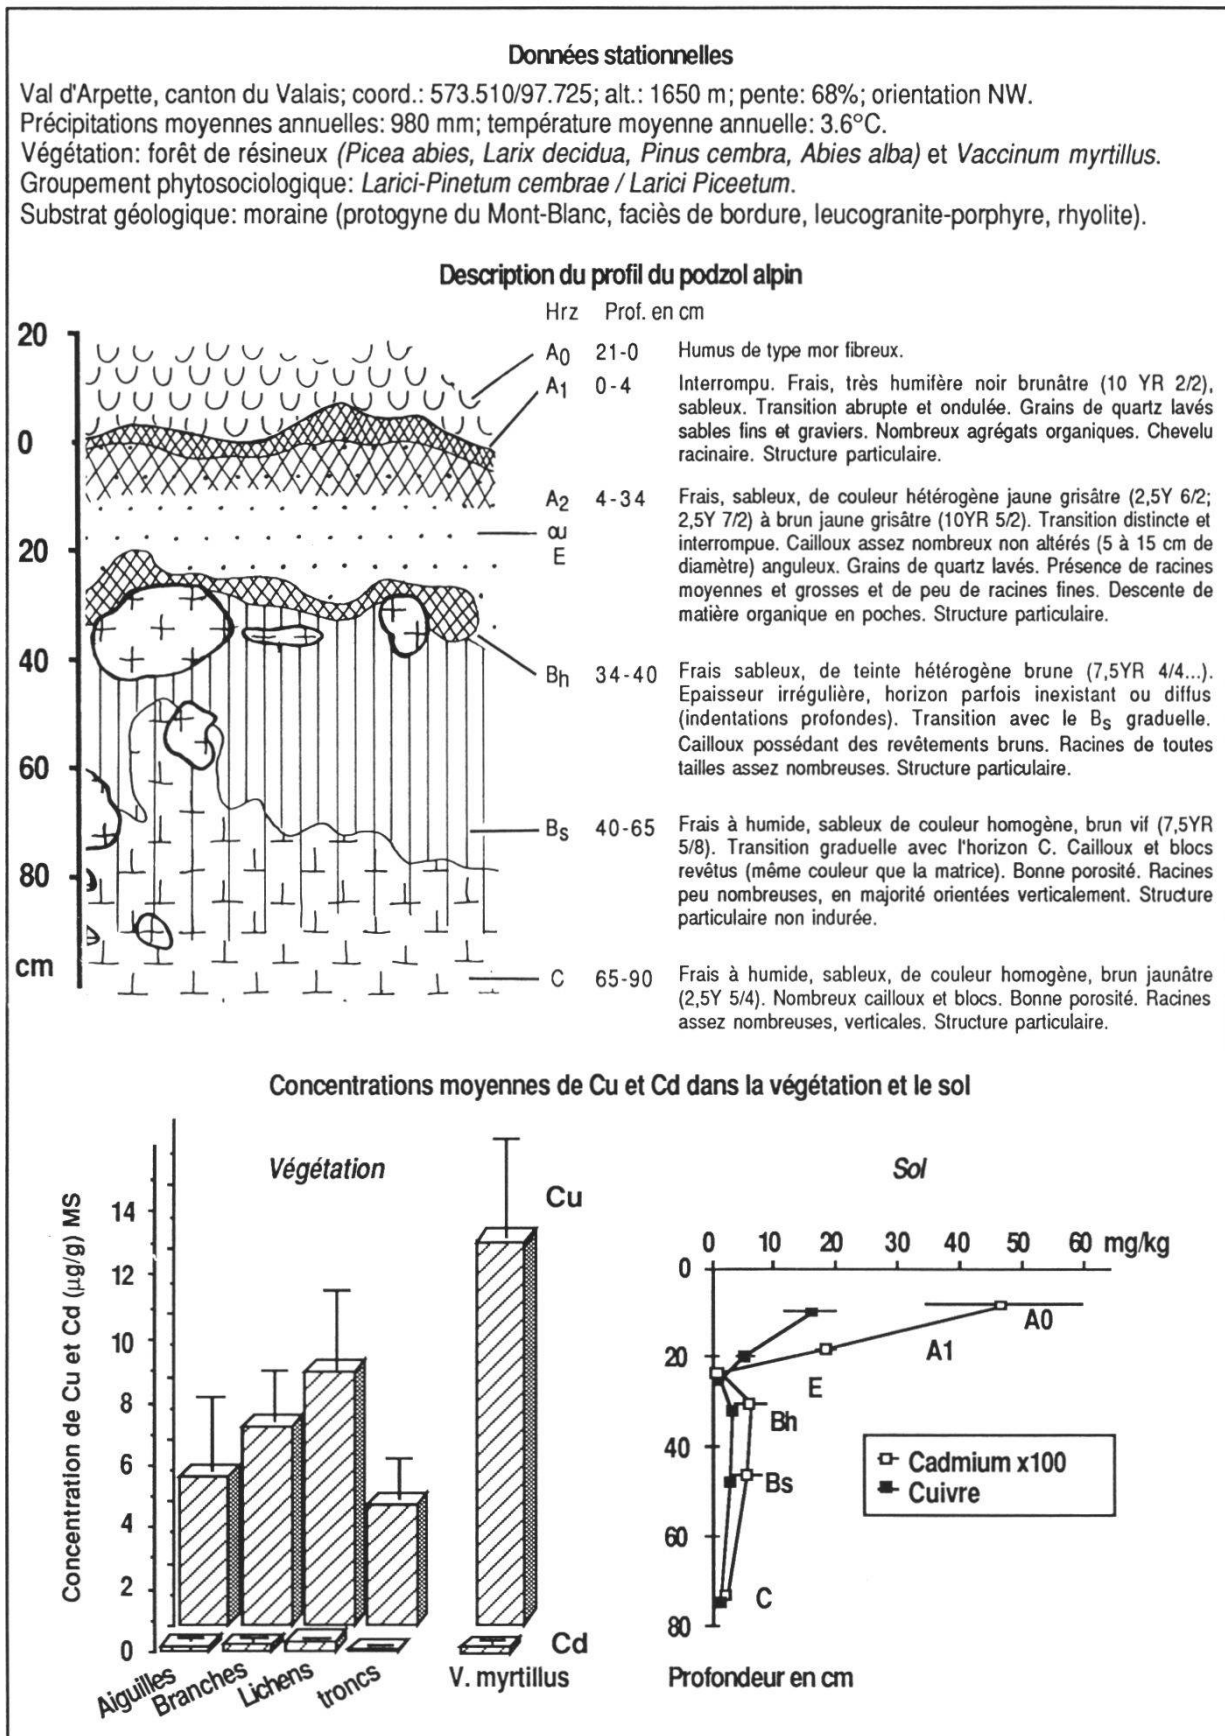 Données stationnelles
Val d'Arpette, canton du Valais; coord.: 573.510/97.725; alt.: 1650 m; pente: 68%; orientation NW.
Précipitations moyennes annuelles: 980 mm; température moyenne annuelle: 3.6°C.
Végétation: forêt de résineux (Picea abies, Larix decidua, Pinus cembra, Abies alba) et Vaccinum myrtillus.
Groupement phytosociologique: Larici-Pinetum cembrae / Larici Piceetum.
Substrat géologique: moraine (protogyne du Mont-Blanc, faciès de bordure, leucogranite-porphyre, rhyolite).
Description du profil du podzol alpin
Hrz Prof. en cm
20
0
20
40
60
80
cm
A0 21-0 Humus de type mor fibreux.
A1 0-4 Interrompu. Frais, très humifère noir brunâtre (10 YR 2/2),
sableux. Transition abrupte et ondulée. Grains de quartz lavés
sables fins et graviers. Nombreux agrégats organiques. Chevelu
racinaire. Structure particulaire.
A2 4-34 Frais, sableux, de couleur hétérogène jaune grisâtre (2,5Y 6/2;
2,5Y 7/2) à brun jaune grisâtre (10YR 5/2). Transition distincte et
ou
E
interrompue. Cailloux assez nombreux non altérés (5 à 15 cm de
diamètre) anguleux. Grains de quartz lavés. Présence de racines
moyennes et grosses et de peu de racines fines. Descente de
matière organique en poches. Structure particulaire.
Bh 34-40 Frais sableux, de teinte hétérogène brune (7,5YR 4/4...).
Epaisseur irrégulière, horizon parfois inexistant ou diffus
(indentations profondes). Transition avec le Bs graduelle.
Cailloux possédant des revêtements bruns. Racines de toutes
tailles assez nombreuses. Structure particulaire.
Bs 40-65 Frais à humide, sableux de couleur homogène, brun vif (7,5YR
5/8). Transition graduelle avec l'horizon C. Cailloux et blocs
revêtus (même couleur que la matrice). Bonne porosité. Racines
peu nombreuses, en majorité orientées verticalement. Structure
particulaire non indurée.
C 65-90 Frais à humide, sableux, de couleur homogène, brun jaunâtre
(2,5Y 5/4). Nombreux cailloux et blocs. Bonne porosité. Racines
assez nombreuses, verticales. Structure particulaire.
Concentrations moyennes de Cu et Cd dans la végétation et le sol
Végétation
Concentration de Cu et Cd (µg/g) MS
14
12
10
8
6
4
2
0
Cu
Cd
Aiguilles
Branches
Lichens
troncs
V. myrtillus
Sol
0 10 20 30 40 50 60 mg/kg
0
20
40
60
80
A0
A1
E
Bh
Bs
C
Cadmium x100
Cuivre
Profondeur en cm